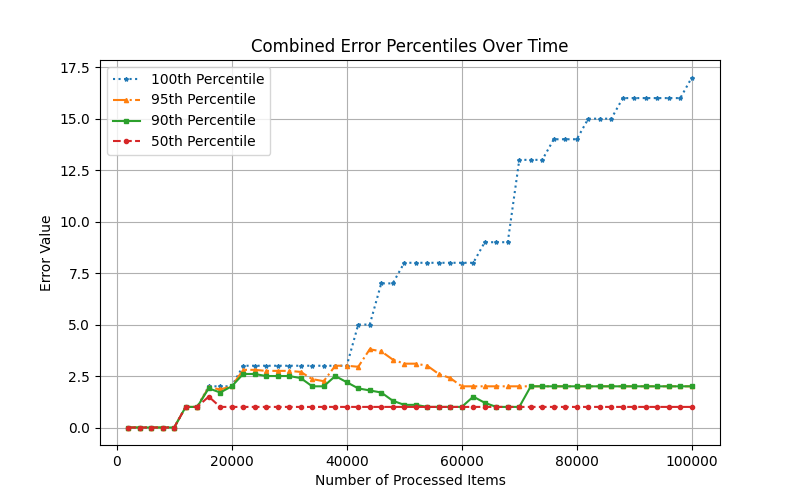 Combined Error Percentiles Over Time
17.5
15.0
12.5
10.0
7.5
5.0
2.5
0.0
Error Value
100th Percentile
95th Percentile
90th Percentile
50th Percentile
0 20000 40000 60000 80000 100000
Number of Processed Items